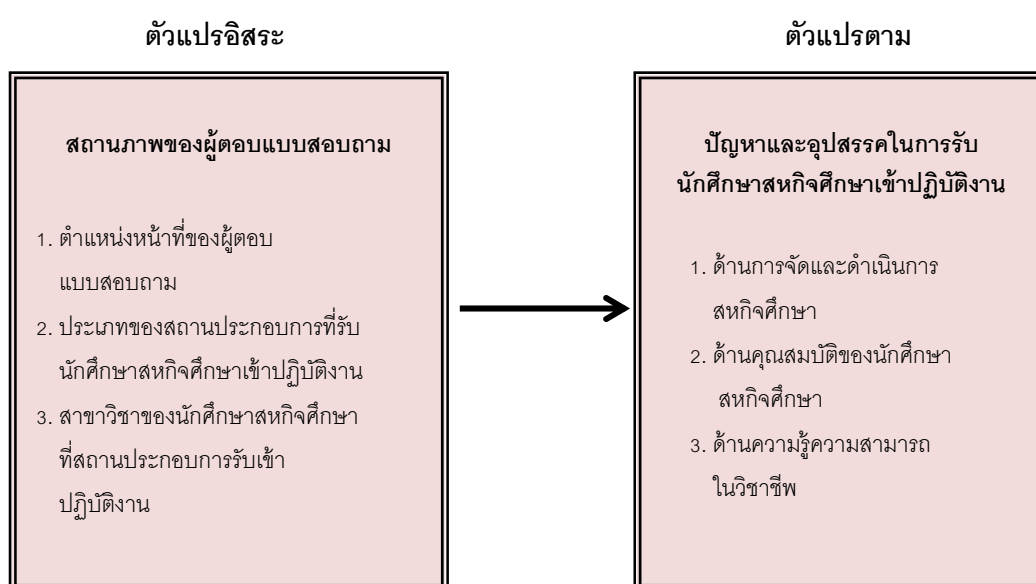 ตัวแปรอิสระ
สถานภาพของผู้ตอบแบบสอบถาม
1. ตำแหน่งหน้าที่ของผู้ตอบ
แบบสอบถาม
2. ประเภทของสถานประกอบการที่รับ
นักศึกษาสหกิจศึกษาเข้าปฏิบัติงาน
3. สาขาวิชาของนักศึกษาสหกิจศึกษา
ที่สถานประกอบการรับเข้า
ปฏิบัติงาน
ตัวแปรตาม
ปัญหาและอุปสรรคในการรับ
นักศึกษาสหกิจศึกษาเข้าปฏิบัติงาน
1. ด้านการจัดและดำเนินการ
สหกิจศึกษา
2. ด้านคุณสมบัติของนักศึกษา
สหกิจศึกษา
3. ด้านความรู้ความสามารถ
ในวิชาชีพ